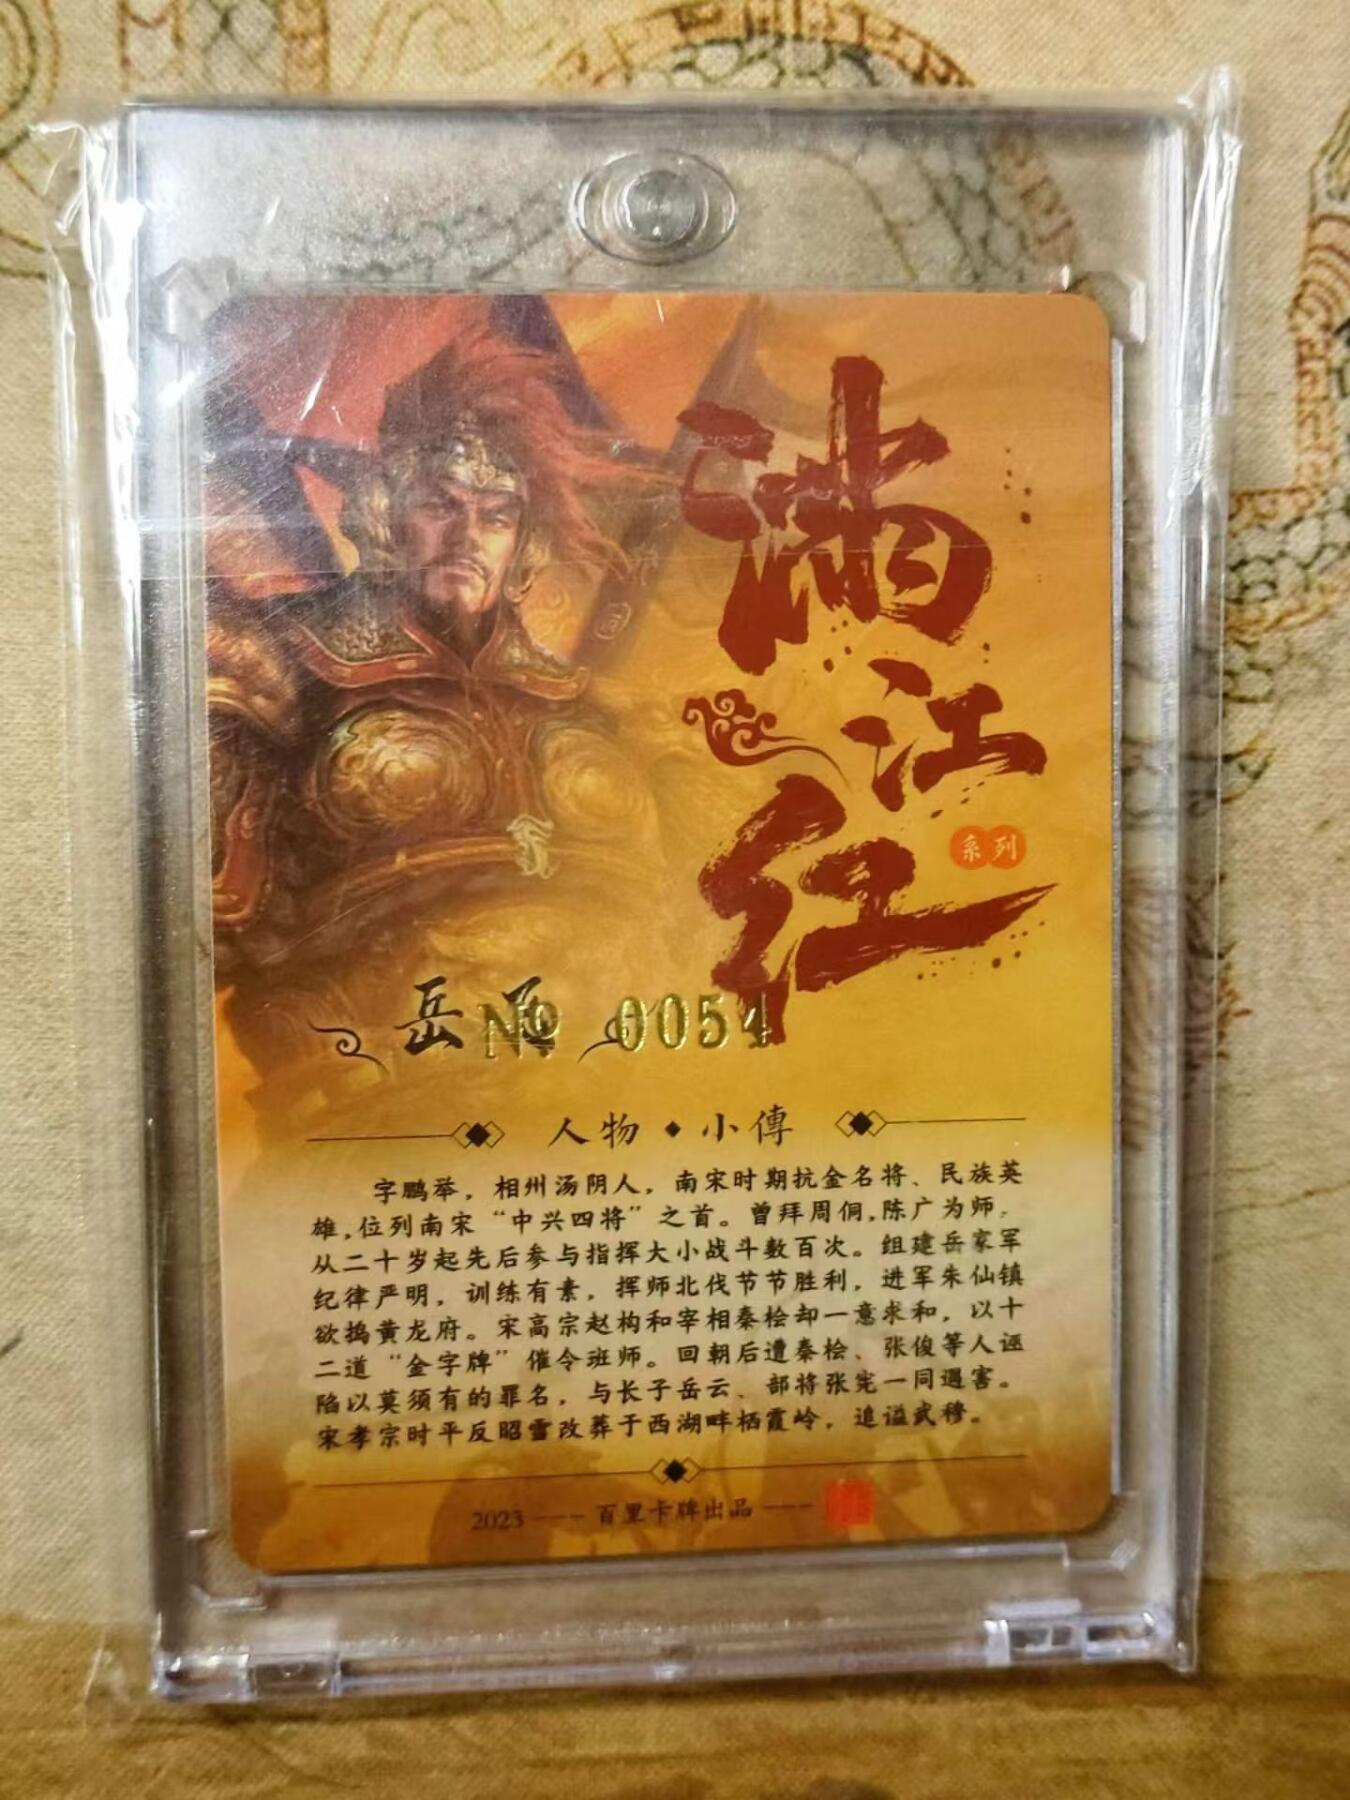 满
江
红
系列
岳 飞
Nº 0054
人物◆小傳
字鹏举，相州汤阴人，南宋时期抗金名将、民族英
雄，位列南宋“中兴四将”之首。曾拜周侗，陈广为师，
从二十岁起先后参与指挥大小战斗数百次。组建岳家军
纪律严明，训练有素，挥师北伐节节胜利，进军朱仙镇
欲捣黄龙府。宋高宗赵构和宰相秦桧却一意求和，以十
二道“金字牌”催令班师。回朝后遭秦桧、张俊等人诬
陷以莫须有的罪名，与长子岳云、部将张宪一同遇害。
宋孝宗时平反昭雪改葬于西湖畔栖霞岭，追谥武穆。
2023 --- 百里卡牌出品 ---